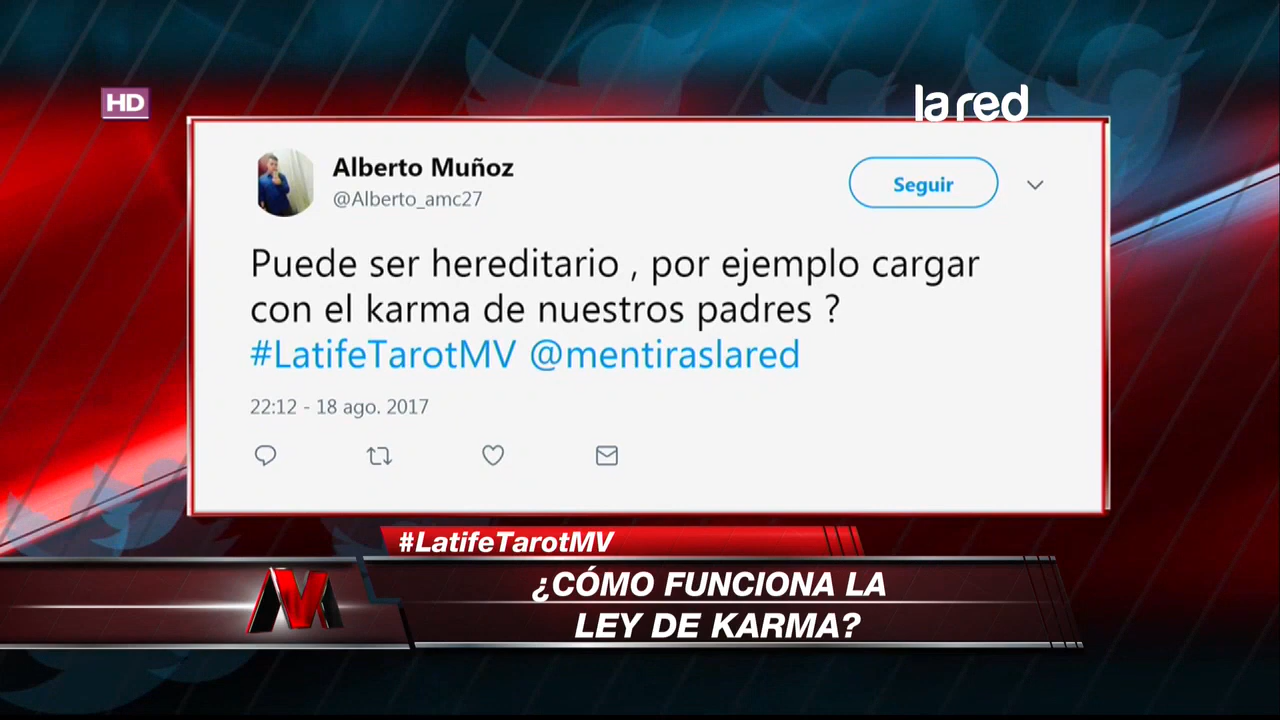 HD
la red
Alberto Muñoz
@Alberto_amc27
Seguir
Puede ser hereditario , por ejemplo cargar
con el karma de nuestros padres ?
#LatifeTarotMV @mentiraslared
22:12 - 18 ago. 2017
#LatifeTarotMV
MV
¿CÓMO FUNCIONA LA
LEY DE KARMA?